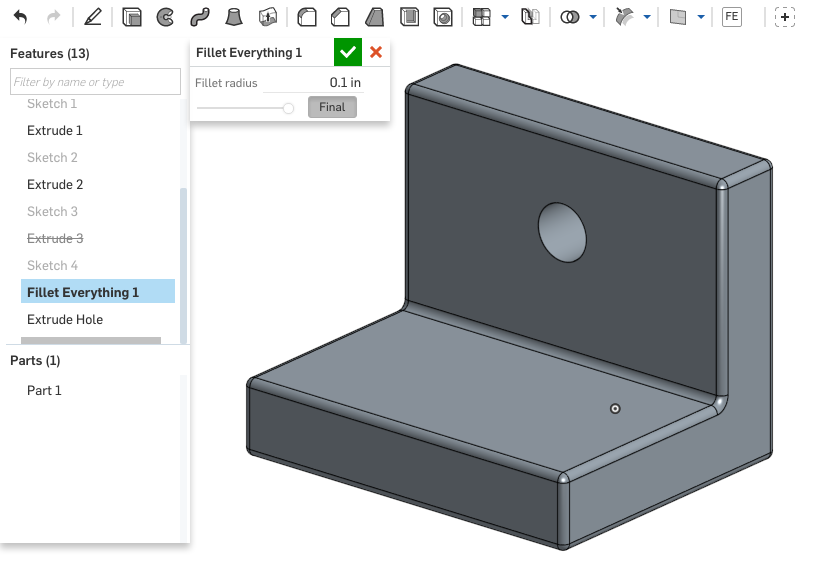 FE
Features (13)
Filter by name or type
Sketch 1
Extrude 1
Sketch 2
Extrude 2
Sketch 3
Extrude 3
Sketch 4
Fillet Everything 1
Extrude Hole
Parts (1)
Part 1
Fillet Everything 1
Fillet radius 0.1 in
Final